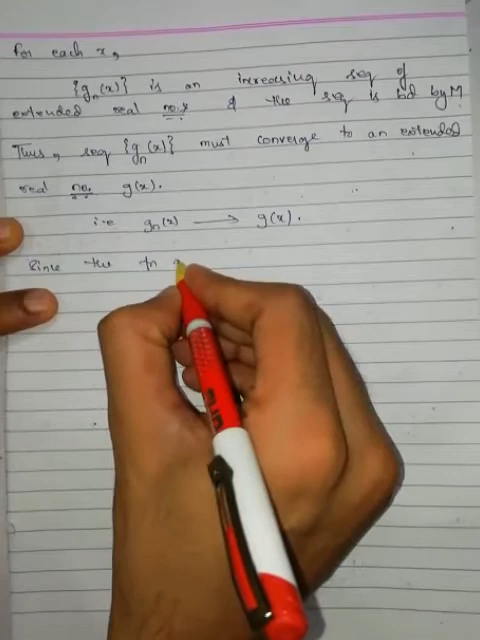 For each x,
{gₙ(x)} is an increasing seq of
extended real no.s & the seq is bd by M.
Thus, seq {gₙ(x)} must converge to an extended
real no. g(x).
i.e gₙ(x) ⟶ g(x).
Since the fn